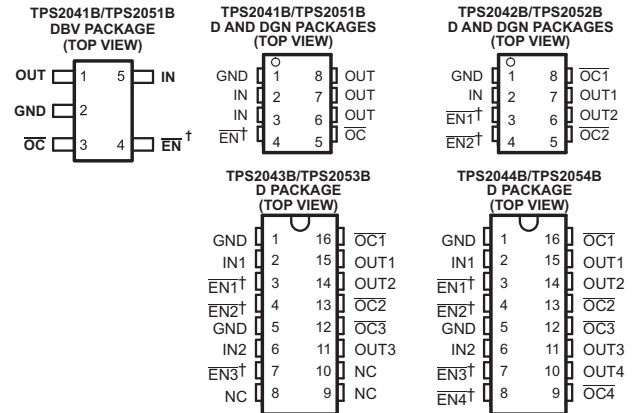 TPS2041B/TPS2051B
DBV PACKAGE
(TOP VIEW)
OUT 1 5 IN
GND 2
OC 3 4 EN†
TPS2041B/TPS2051B
D AND DGN PACKAGES
(TOP VIEW)
GND 1 8 OUT
IN 2 7 OUT
IN 3 6 OUT
EN† 4 5 OC
TPS2042B/TPS2052B
D AND DGN PACKAGES
(TOP VIEW)
GND 1 8 OC1
IN 2 7 OUT1
EN1† 3 6 OUT2
EN2† 4 5 OC2
TPS2043B/TPS2053B
D PACKAGE
(TOP VIEW)
GND 1 16 OC1
IN1 2 15 OUT1
EN1† 3 14 OUT2
EN2† 4 13 OC2
GND 5 12 OC3
IN2 6 11 OUT3
EN3† 7 10 NC
NC 8 9 NC
TPS2044B/TPS2054B
D PACKAGE
(TOP VIEW)
GND 1 16 OC1
IN1 2 15 OUT1
EN1† 3 14 OUT2
EN2† 4 13 OC2
GND 5 12 OC3
IN2 6 11 OUT3
EN3† 7 10 OUT4
EN4† 8 9 OC4